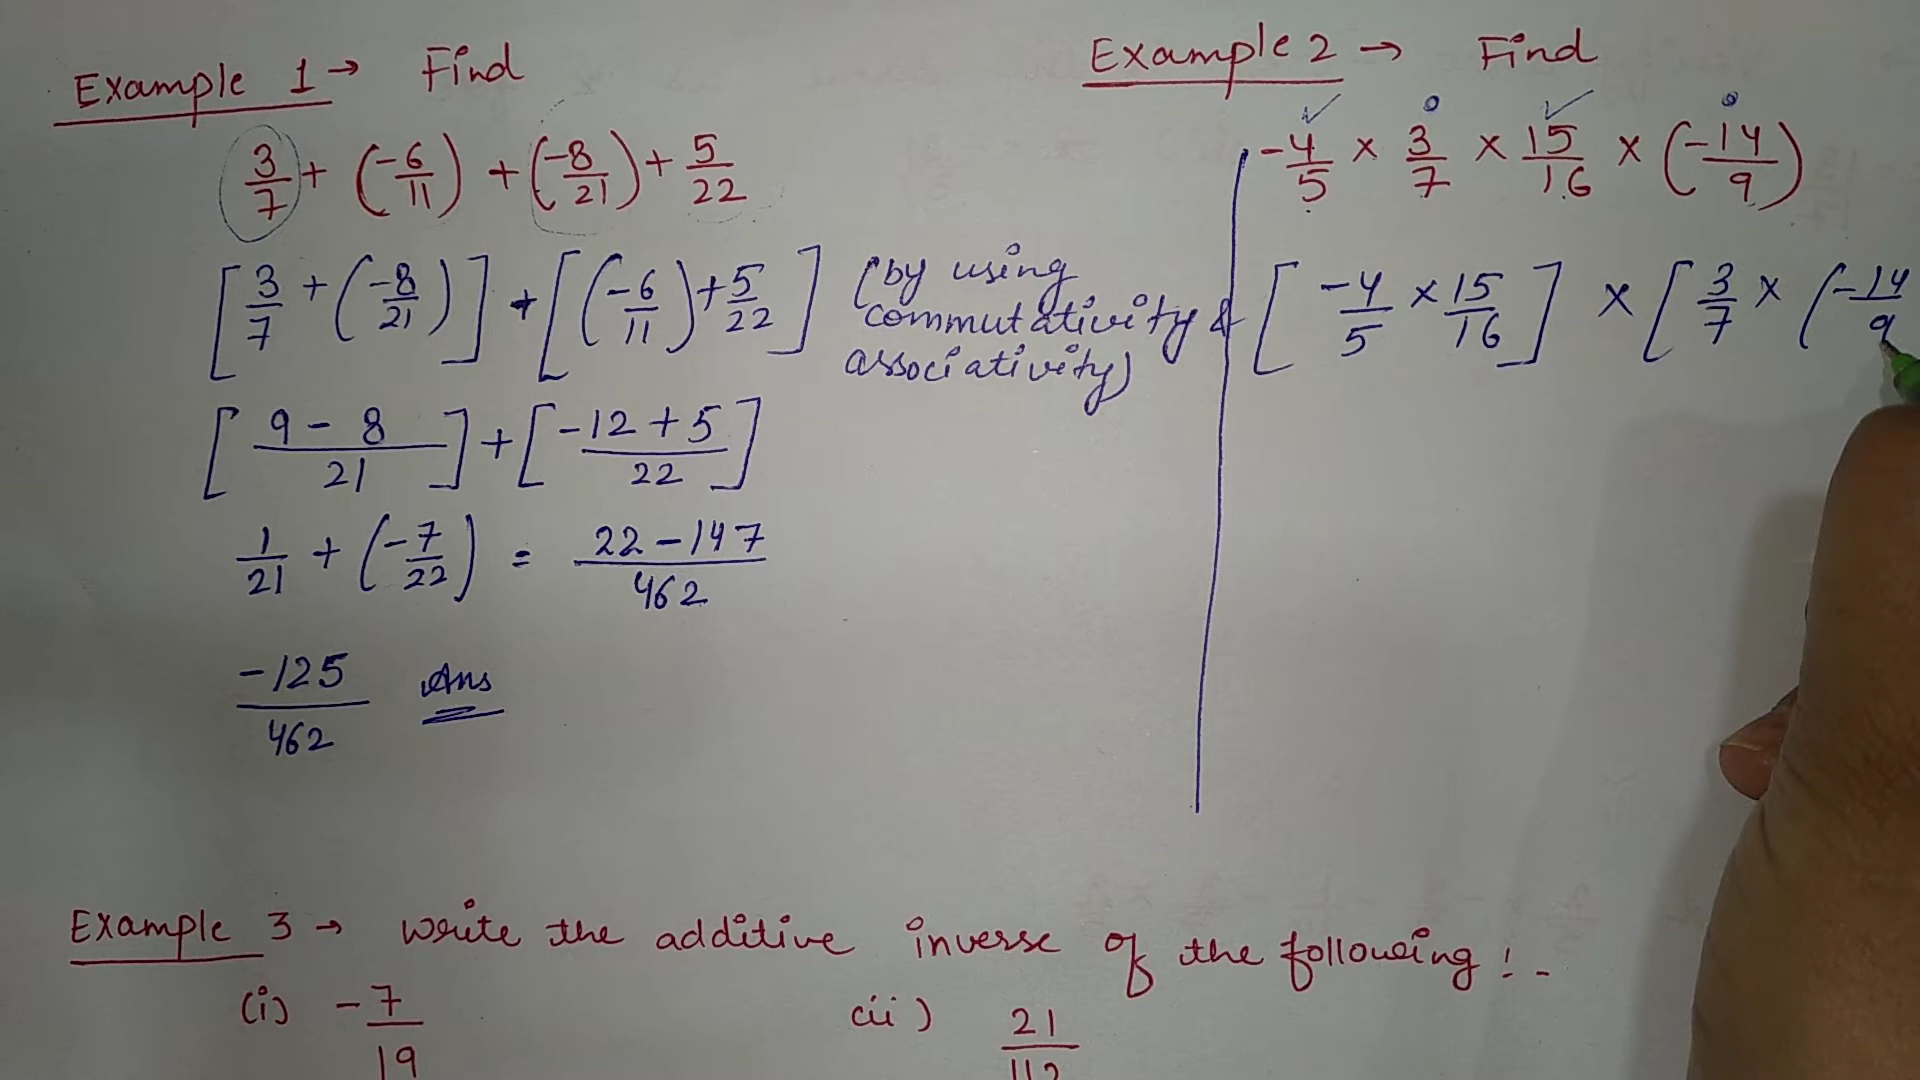 Example 1 → Find
3/7 + (-6/11) + (-8/21) + 5/22
[3/7 + (-8/21)] + [(-6/11) + 5/22] (by using
commutativity &
associativity)
[9 - 8 / 21] + [-12 + 5 / 22]
1/21 + (-7/22) = 22 - 147 / 462
-125/462 Ans
Example 2 → Find
-4/5 × 3/7 × 15/16 × (-14/9)
[-4/5 × 15/16] × [3/7 × (-14/9
Example 3 → Write the additive inverse of the following :-
(i) -7/19 (ii) 21/112